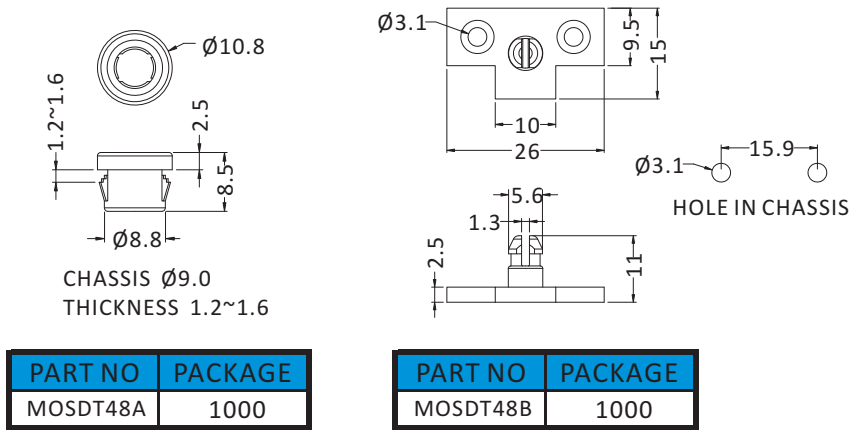 Ø10.8
1.2~1.6
2.5
8.5
Ø8.8
CHASSIS Ø9.0
THICKNESS 1.2~1.6
Ø3.1
9.5
15
10
26
Ø3.1
15.9
HOLE IN CHASSIS
5.6
1.3
2.5
11
PART NO PACKAGE
MOSDT48A 1000
PART NO PACKAGE
MOSDT48B 1000